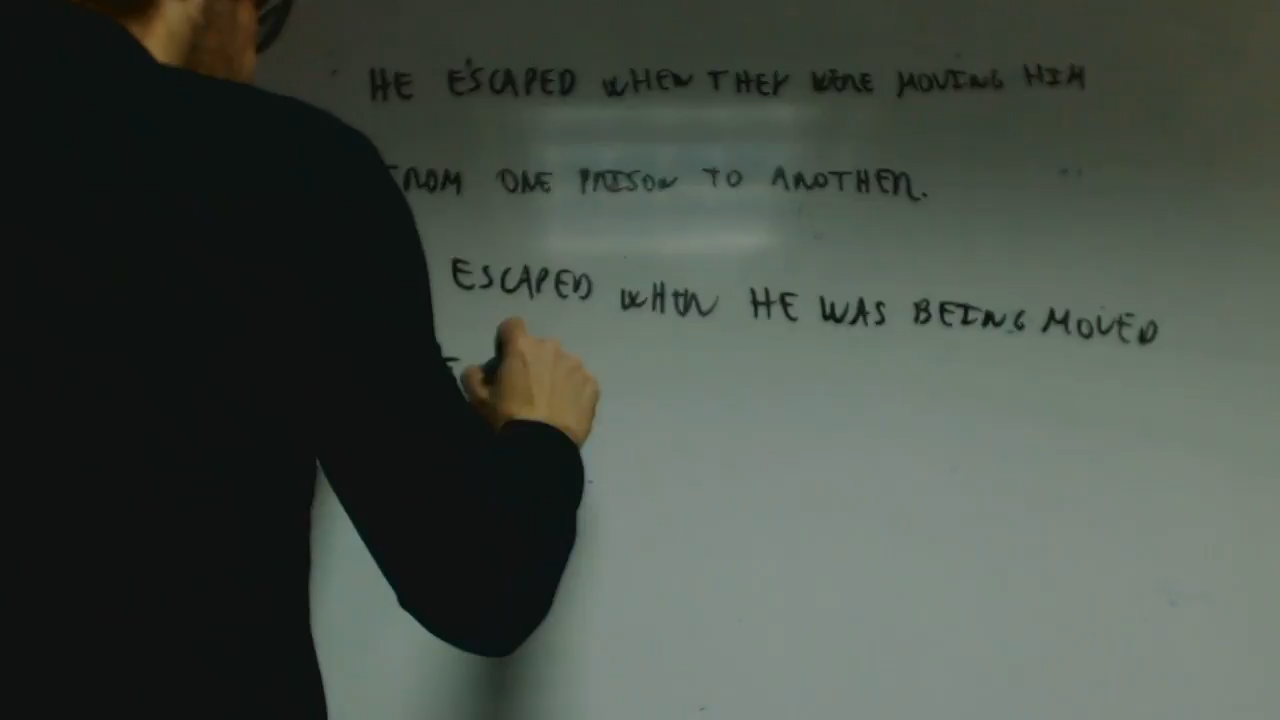 HE ESCAPED WHEN THEY WERE MOVING HIM
FROM ONE PRISON TO ANOTHER.
ESCAPED WHEN HE WAS BEING MOVED